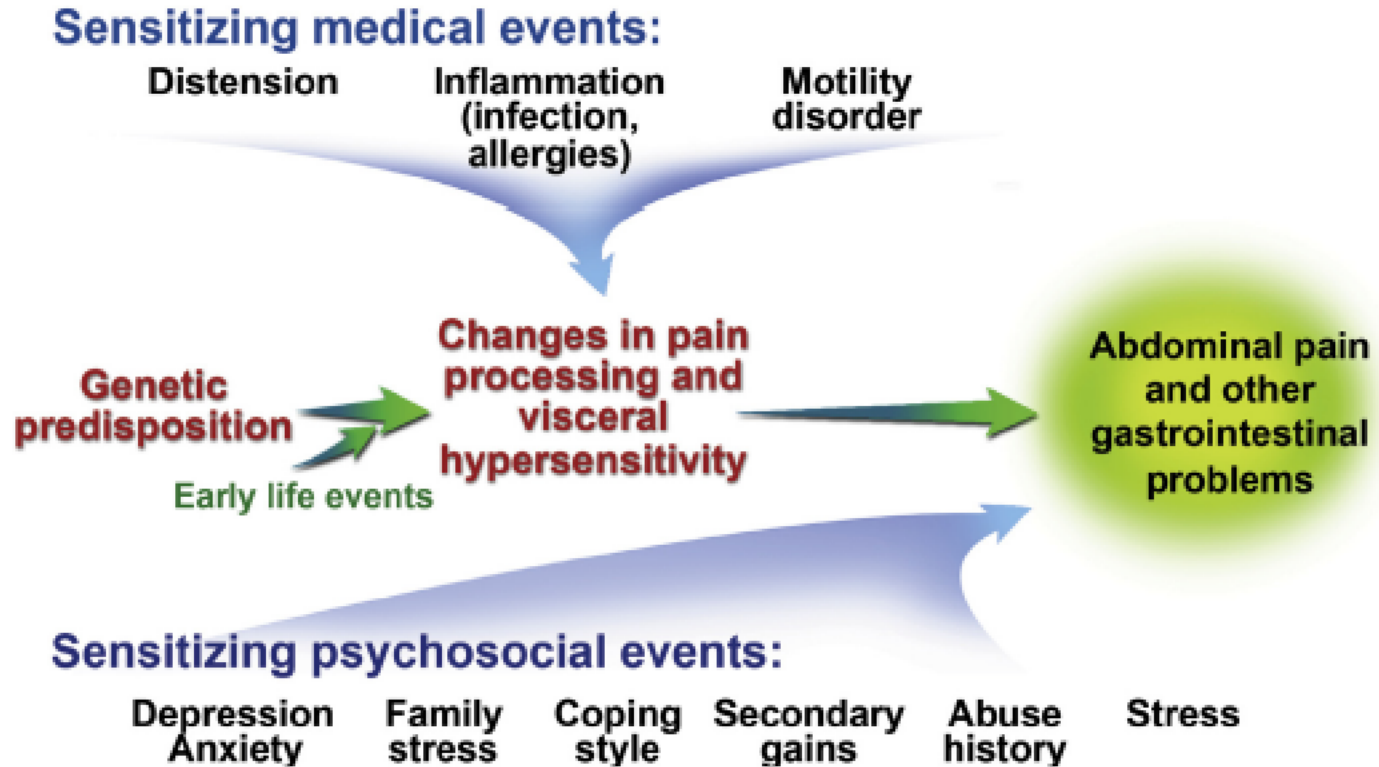 Sensitizing medical events:
Distension
Inflammation
(infection,
allergies)
Motility
disorder
Genetic
predisposition
Early life events
Changes in pain
processing and
visceral
hypersensitivity
Abdominal pain
and other
gastrointestinal
problems
Sensitizing psychosocial events:
Depression
Anxiety
Family
stress
Coping
style
Secondary
gains
Abuse
history
Stress